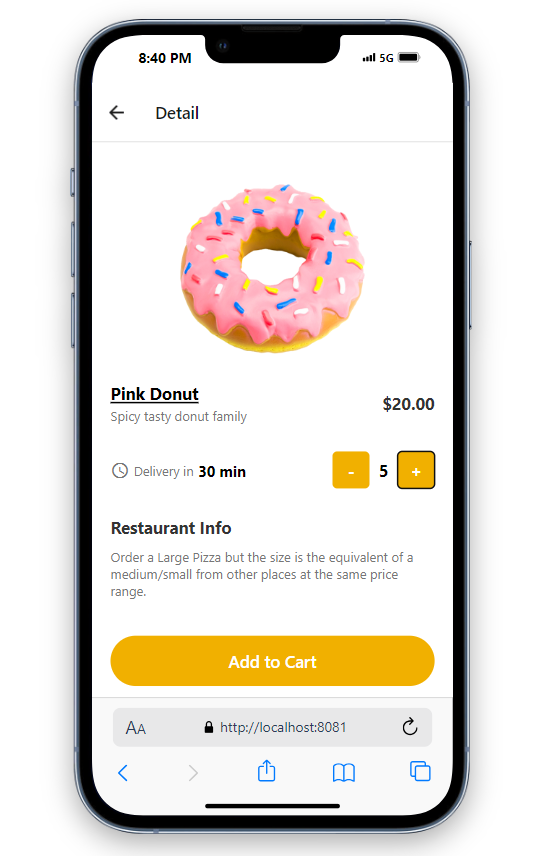 8:40 PM 5G
Detail
Pink Donut
$20.00
Spicy tasty donut family
Delivery in 30 min - 5 +
Restaurant Info
Order a Large Pizza but the size is the equivalent of a
medium/small from other places at the same price
range.
Add to Cart
AA http://localhost:8081